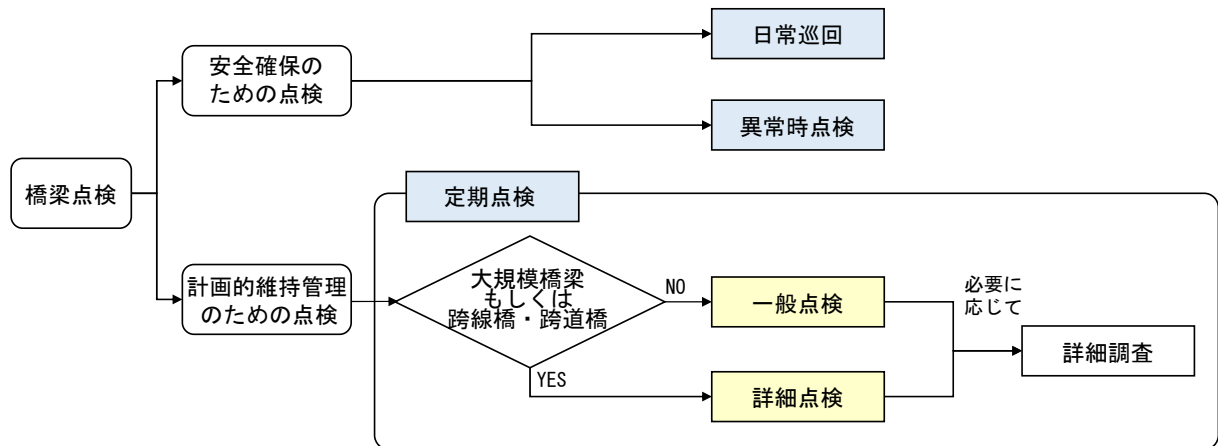 日常巡回
安全確保の
ための点検
異常時点検
橋梁点検
定期点検
計画的維持管理
のための点検
大規模橋梁
もしくは
跨線橋・跨道橋
NO
一般点検
必要に
応じて
詳細調査
YES
詳細点検